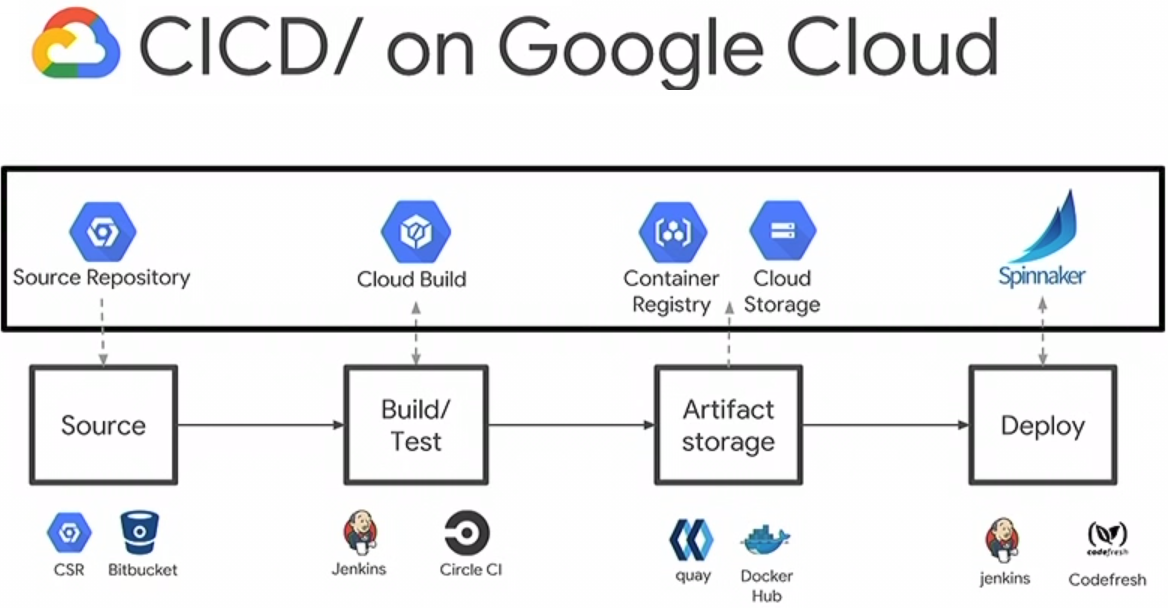 CICD/ on Google Cloud
Source Repository
Cloud Build
Container
Registry
Cloud
Storage
Spinnaker
Source
Build/
Test
Artifact
storage
Deploy
CSR
Bitbucket
Jenkins
Circle CI
quay
Docker
Hub
jenkins
codefresh
Codefresh